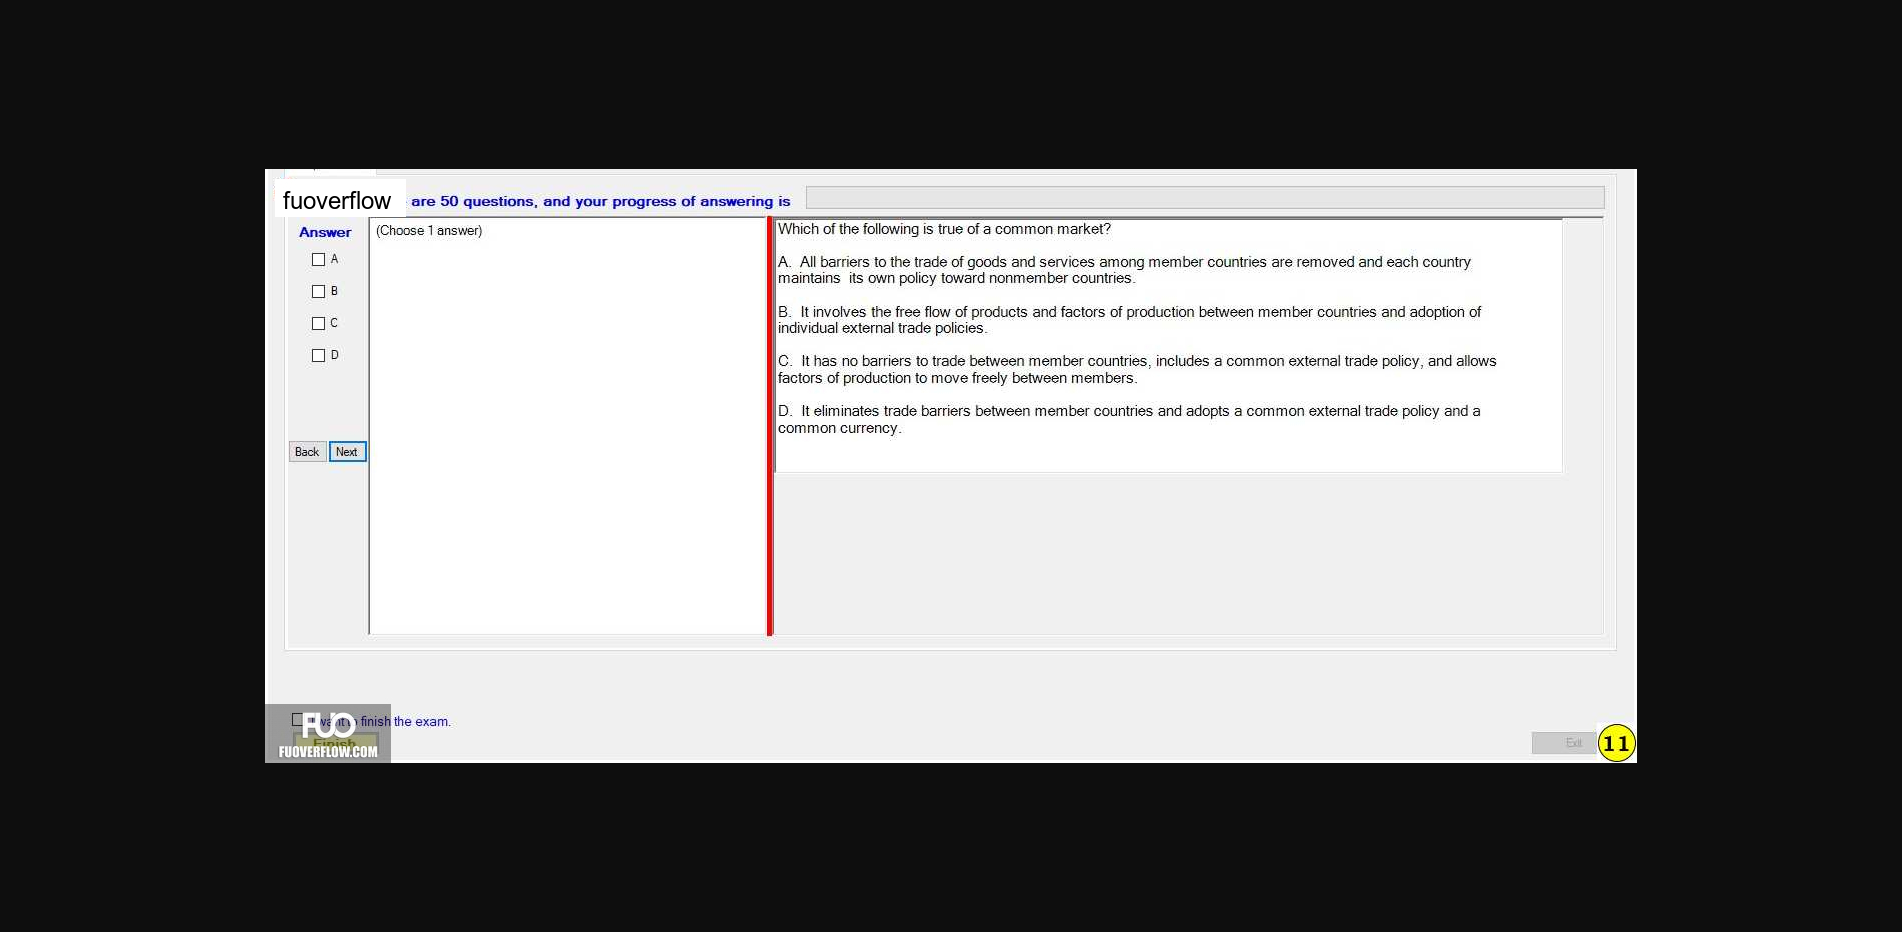 fuoverflow are 50 questions, and your progress of answering is
Answer
A
B
C
D
Back Next
(Choose 1 answer)
Which of the following is true of a common market?
A. All barriers to the trade of goods and services among member countries are removed and each country
maintains its own policy toward nonmember countries.
B. It involves the free flow of products and factors of production between member countries and adoption of
individual external trade policies.
C. It has no barriers to trade between member countries, includes a common external trade policy, and allows
factors of production to move freely between members.
D. It eliminates trade barriers between member countries and adopts a common external trade policy and a
common currency.
I want to finish the exam.
FUO
Finish
FUOVERFLOW.COM
Exit
11